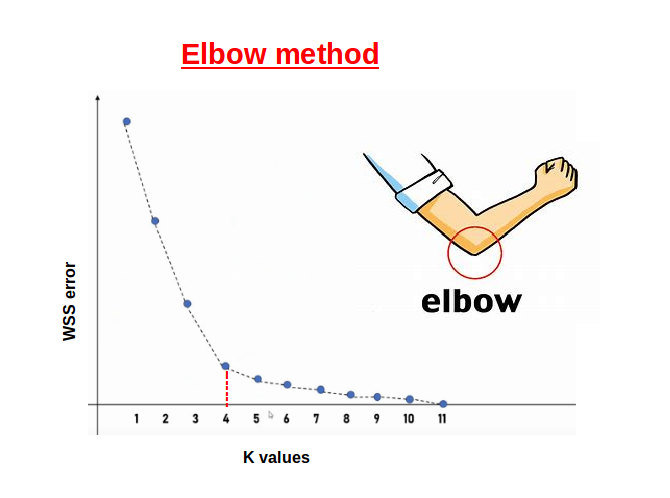 Elbow method
WSS error
elbow
1 2 3 4 5 6 7 8 9 10 11
K values